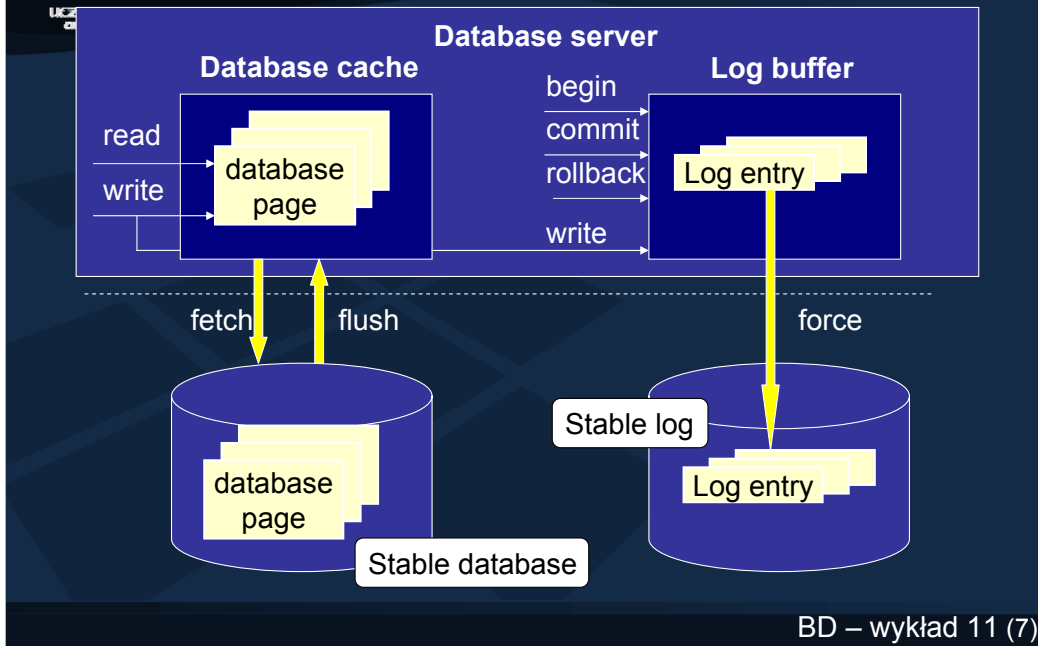 Database server
Database cache
Log buffer
read
write
database
page
begin
commit
rollback
write
Log entry
fetch
flush
force
database
page
Stable database
Stable log
Log entry
BD – wykład 11 (7)